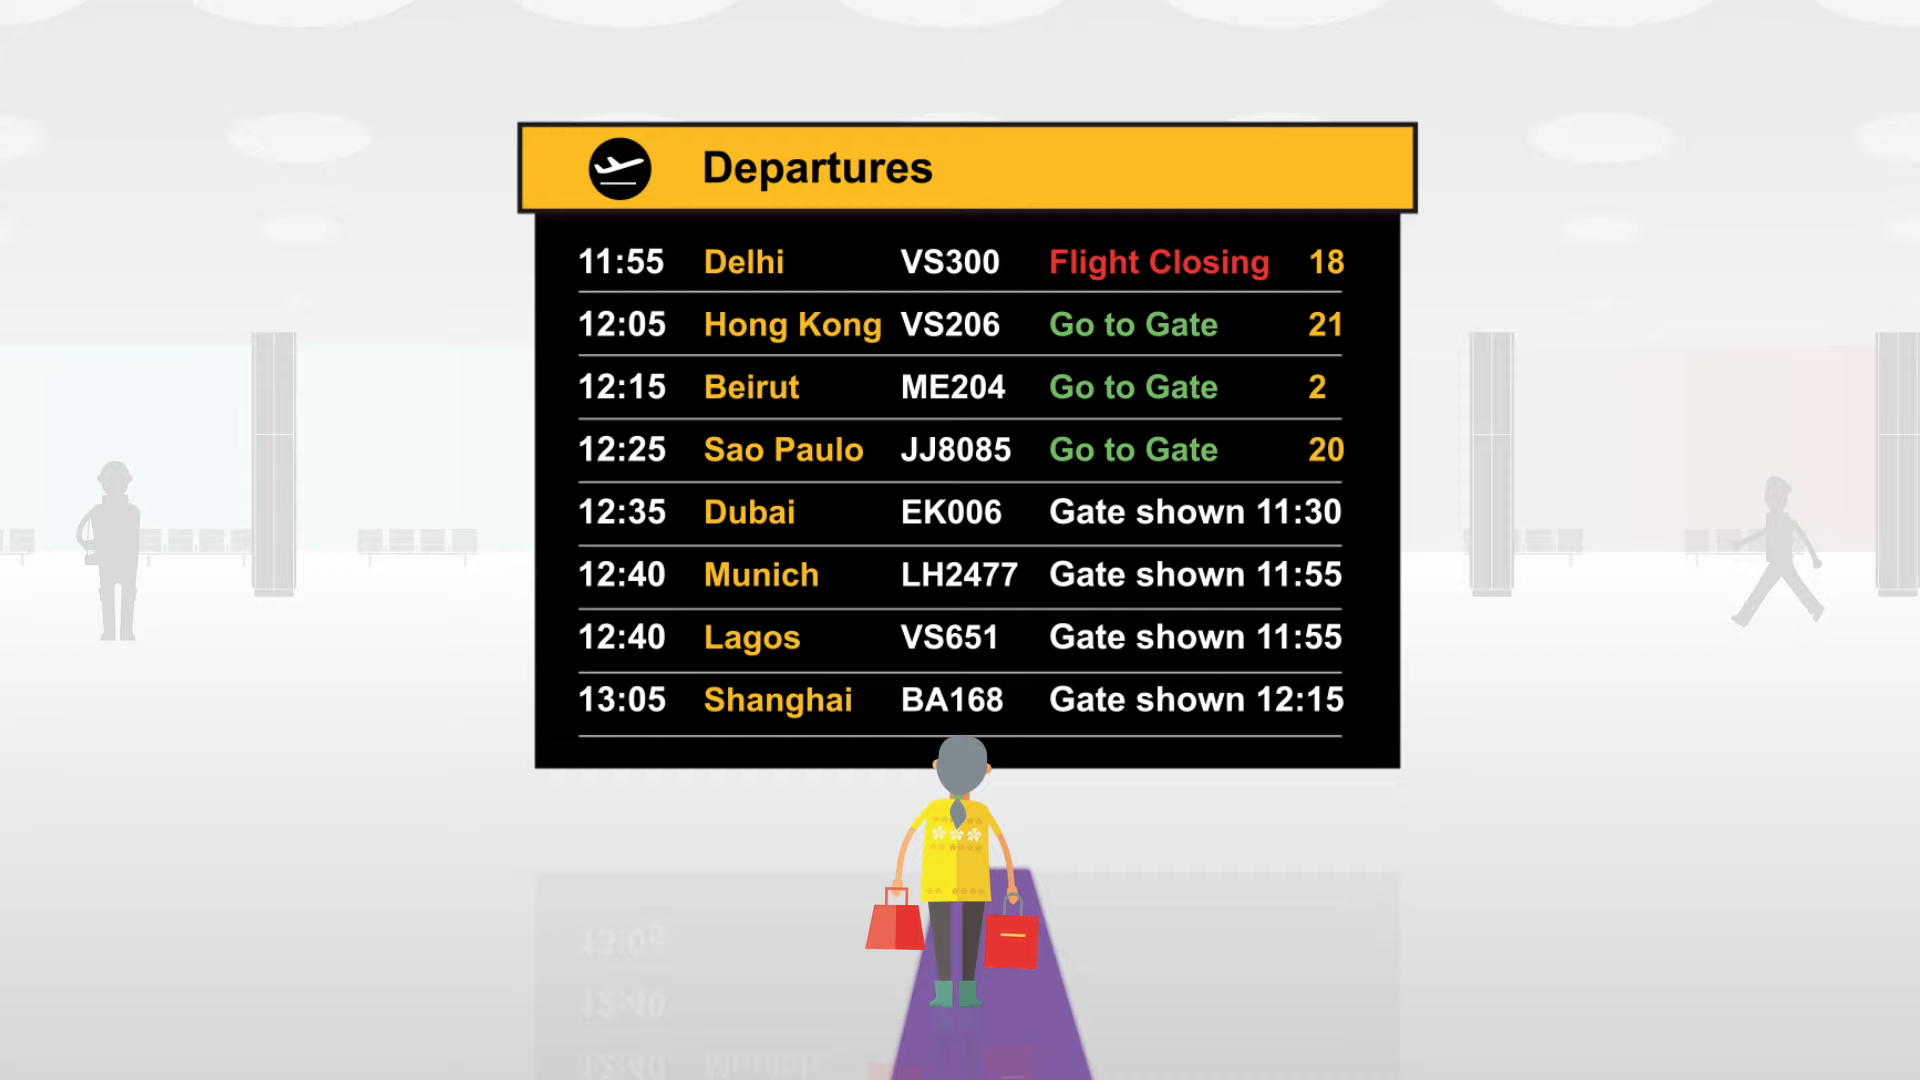 Departures
11:55 Delhi VS300 Flight Closing 18
12:05 Hong Kong VS206 Go to Gate 21
12:15 Beirut ME204 Go to Gate 2
12:25 Sao Paulo JJ8085 Go to Gate 20
12:35 Dubai EK006 Gate shown 11:30
12:40 Munich LH2477 Gate shown 11:55
12:40 Lagos VS651 Gate shown 11:55
13:05 Shanghai BA168 Gate shown 12:15